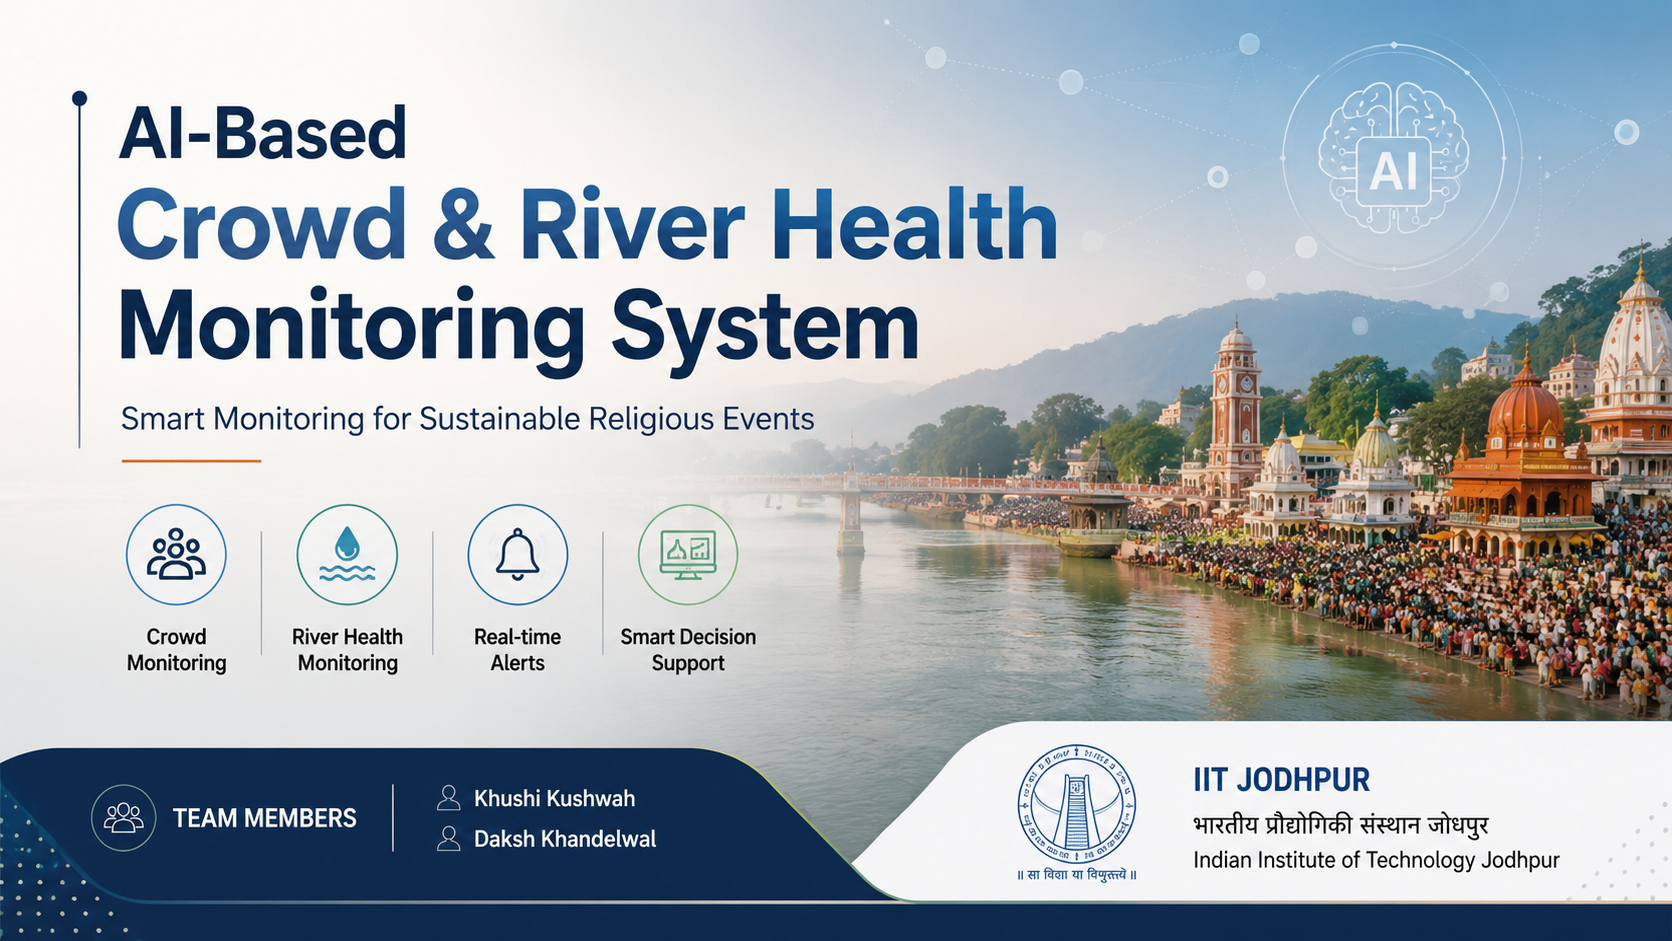 AI-Based
Crowd & River Health
Monitoring System
Smart Monitoring for Sustainable Religious Events
Crowd
Monitoring
River Health
Monitoring
Real-time
Alerts
Smart Decision
Support
AI
TEAM MEMBERS
Khushi Kushwah
Daksh Khandelwal
IIT JODHPUR
भारतीय प्रौद्योगिकी संस्थान जोधपुर
Indian Institute of Technology Jodhpur
॥ सा विद्या या